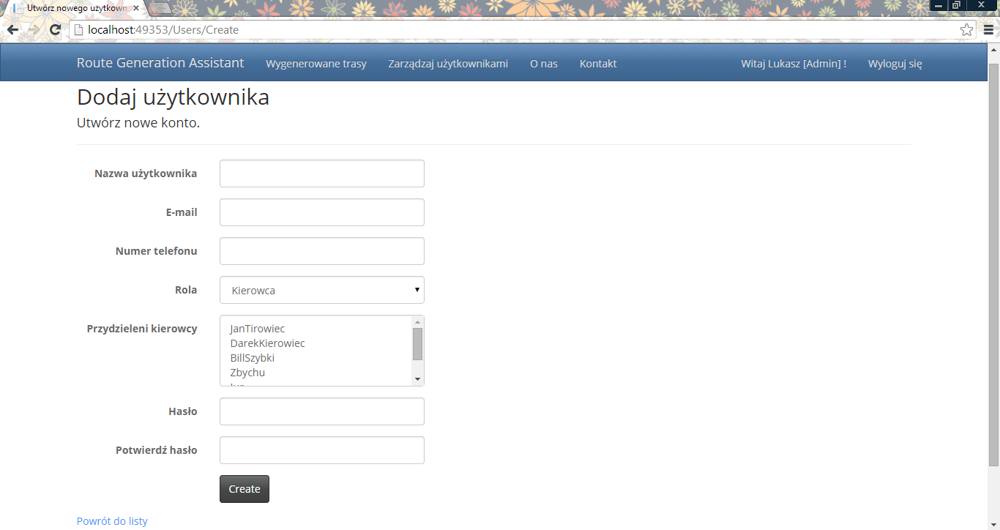 Utwórz nowego użytkown
localhost:49353/Users/Create
Route Generation Assistant Wygenerowane trasy Zarządzaj użytkownikami O nas Kontakt Witaj Lukasz [Admin] ! Wyloguj się
Dodaj użytkownika
Utwórz nowe konto.
Nazwa użytkownika
E-mail
Numer telefonu
Rola Kierowca
Przydzieleni kierowcy JanTirowiec
DarekKierowiec
BillSzybki
Zbychu
Hasło
Potwierdź hasło
Create
Powrót do listy